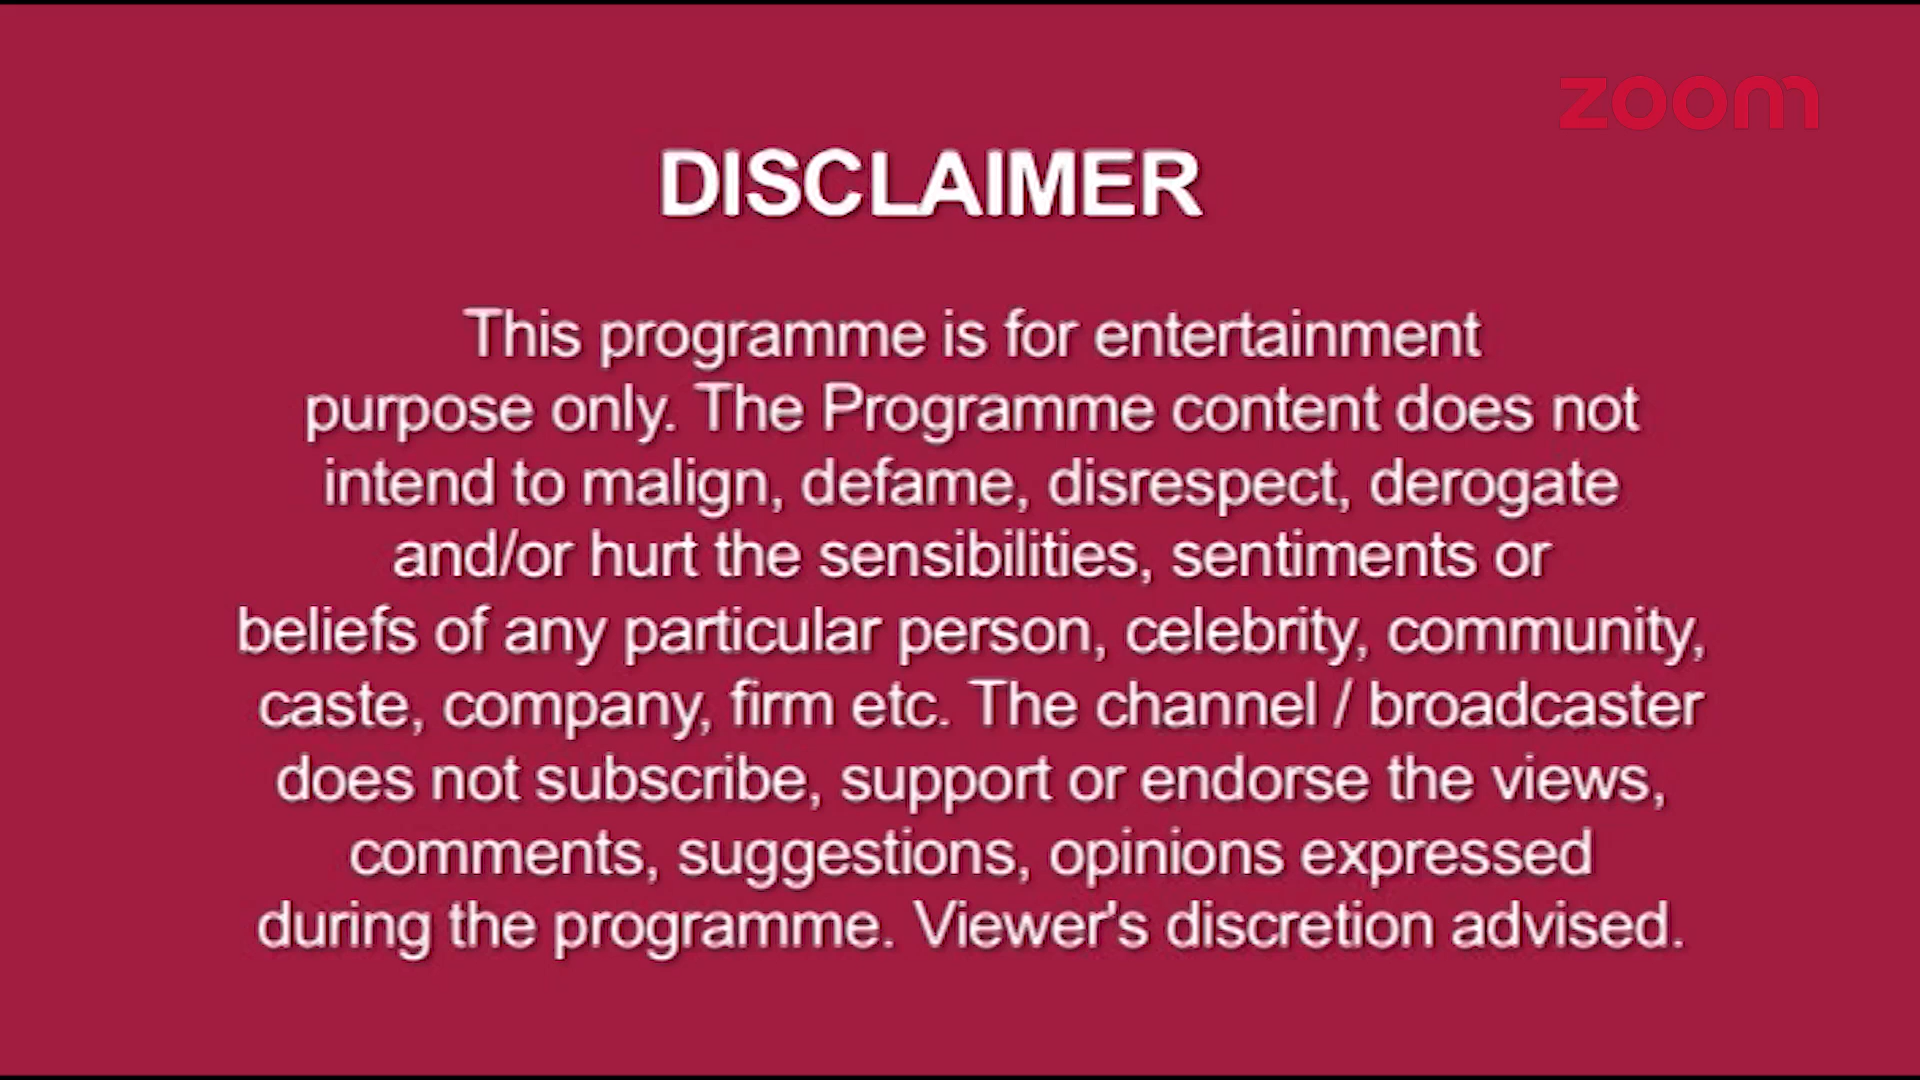 zoom
DISCLAIMER
This programme is for entertainment
purpose only. The Programme content does not
intend to malign, defame, disrespect, derogate
and/or hurt the sensibilities, sentiments or
beliefs of any particular person, celebrity, community,
caste, company, firm etc. The channel / broadcaster
does not subscribe, support or endorse the views,
comments, suggestions, opinions expressed
during the programme. Viewer's discretion advised.